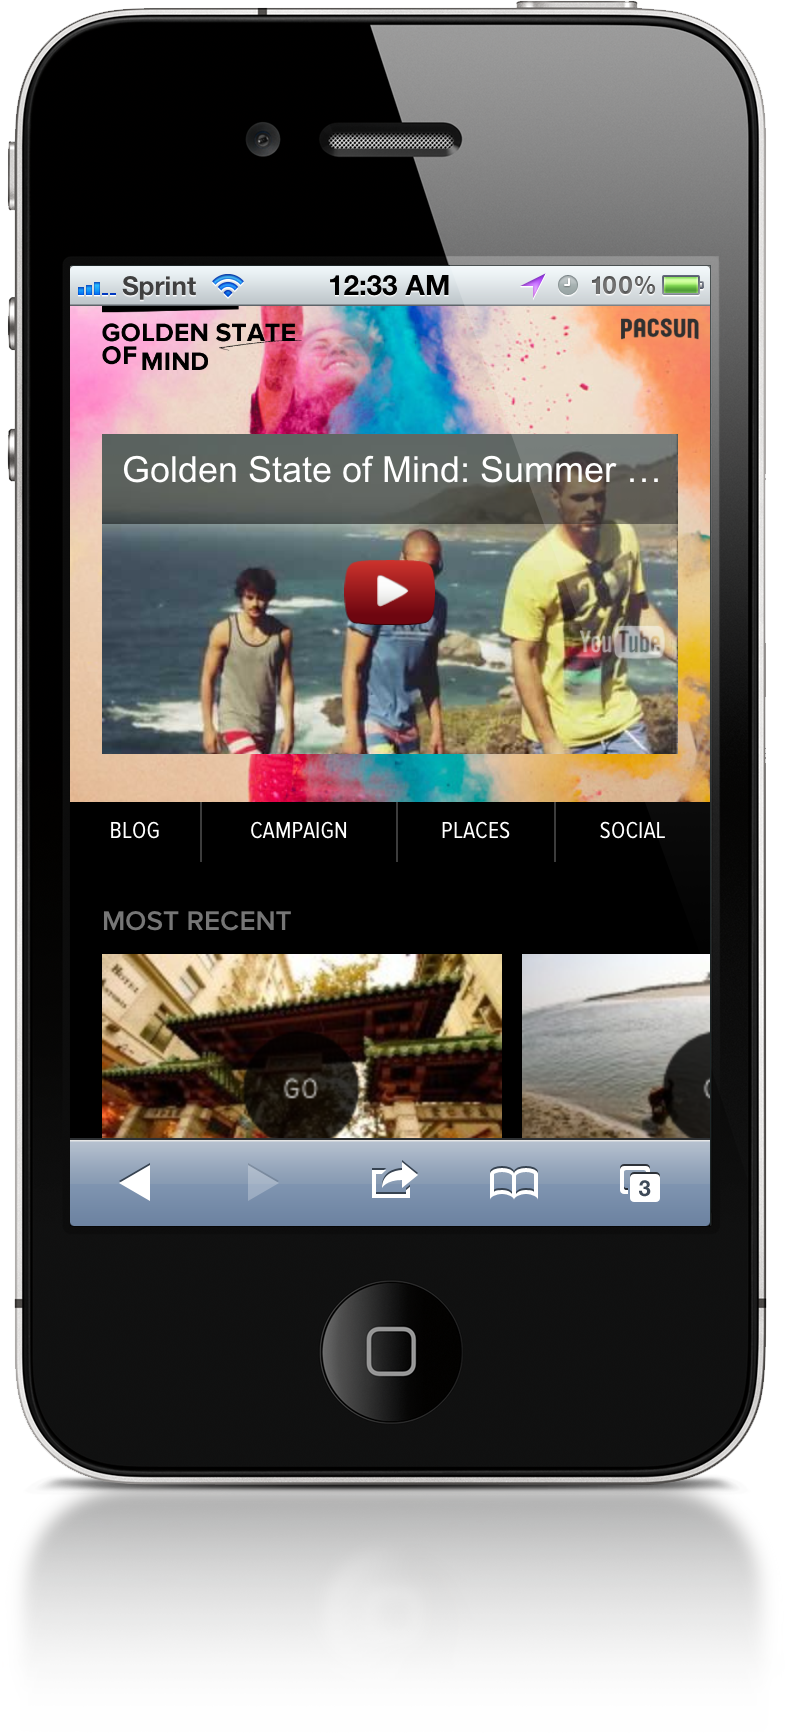 Sprint 12:33 AM 100%
GOLDEN STATE
OF MIND
PACSUN
Golden State of Mind: Summer …
YouTube
BLOG CAMPAIGN PLACES SOCIAL
MOST RECENT
HOTEL
GO
3